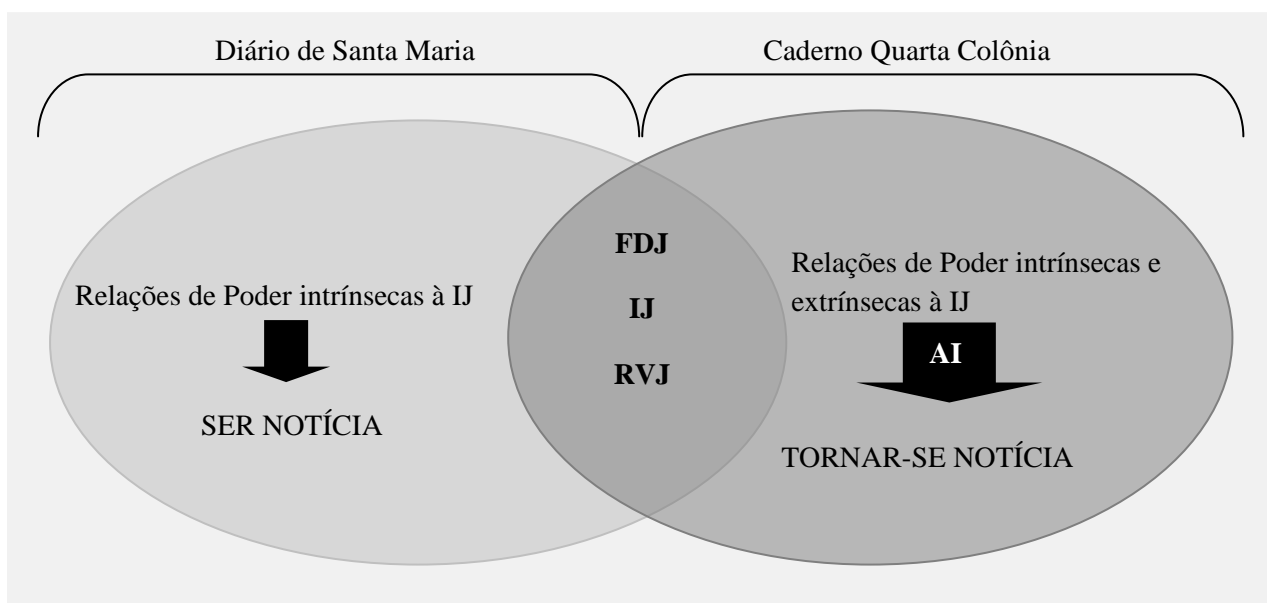 Diário de Santa Maria
Caderno Quarta Colônia
Relações de Poder intrínsecas à IJ
SER NOTÍCIA
FDJ
IJ
RVJ
Relações de Poder intrínsecas e
extrínsecas à IJ
AI
TORNAR-SE NOTÍCIA